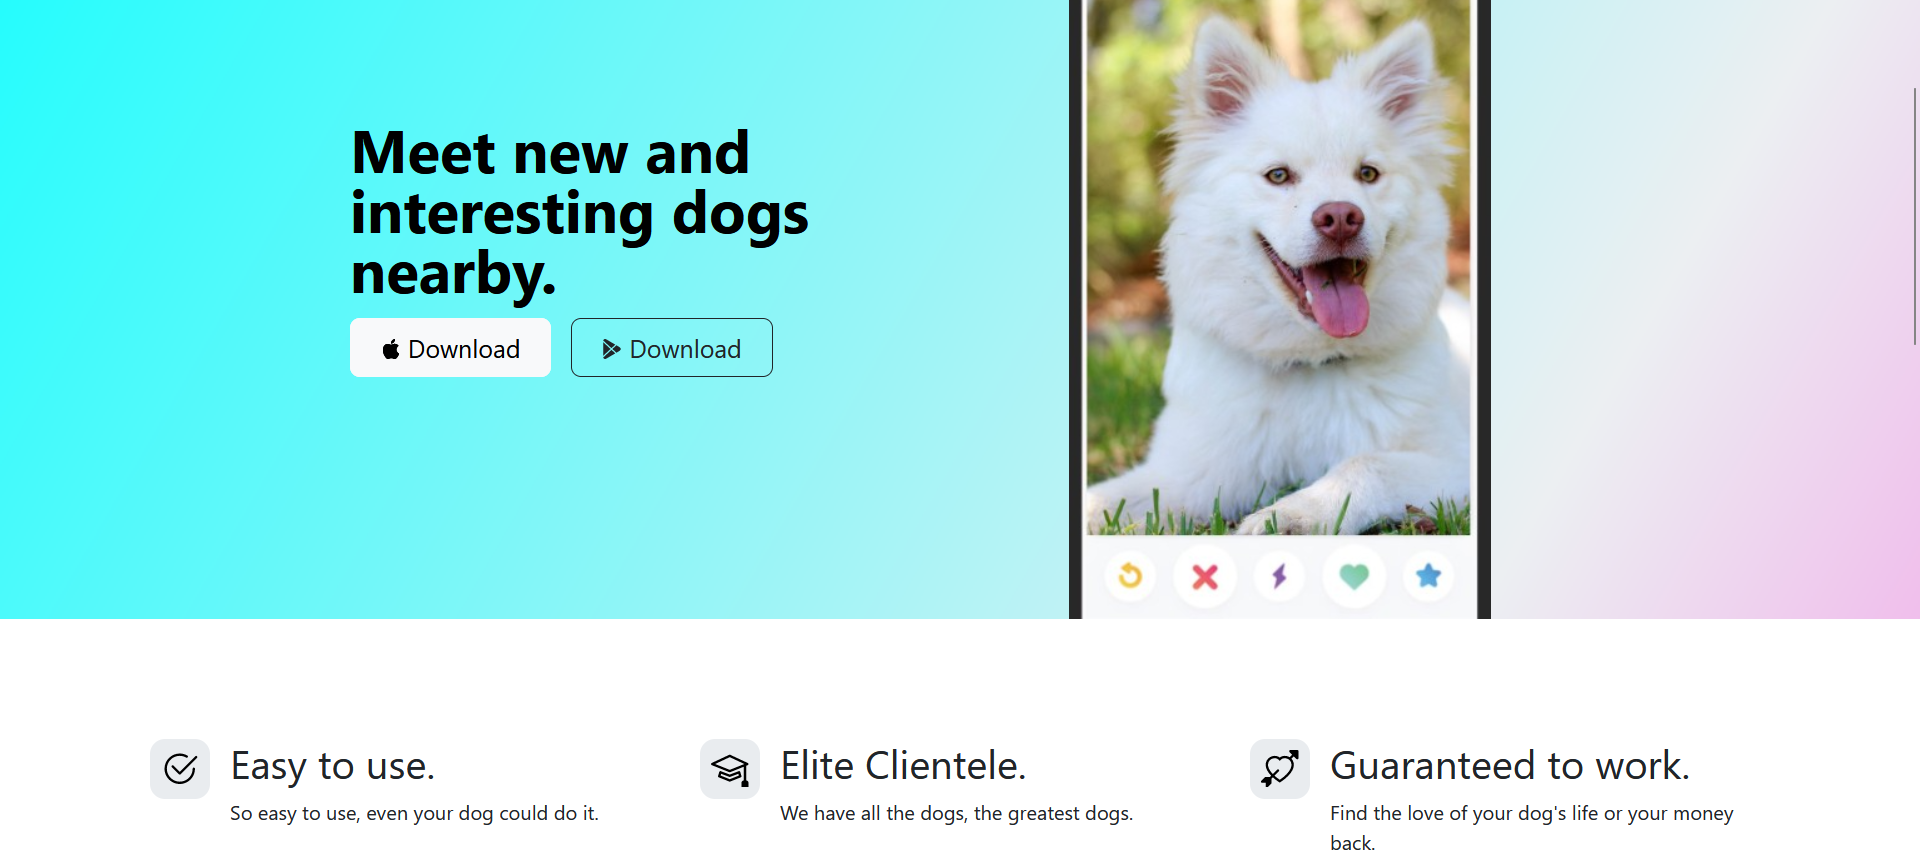 Meet new and
interesting dogs
nearby.
Download
Download
Easy to use.
So easy to use, even your dog could do it.
Elite Clientele.
We have all the dogs, the greatest dogs.
Guaranteed to work.
Find the love of your dog's life or your money
back.